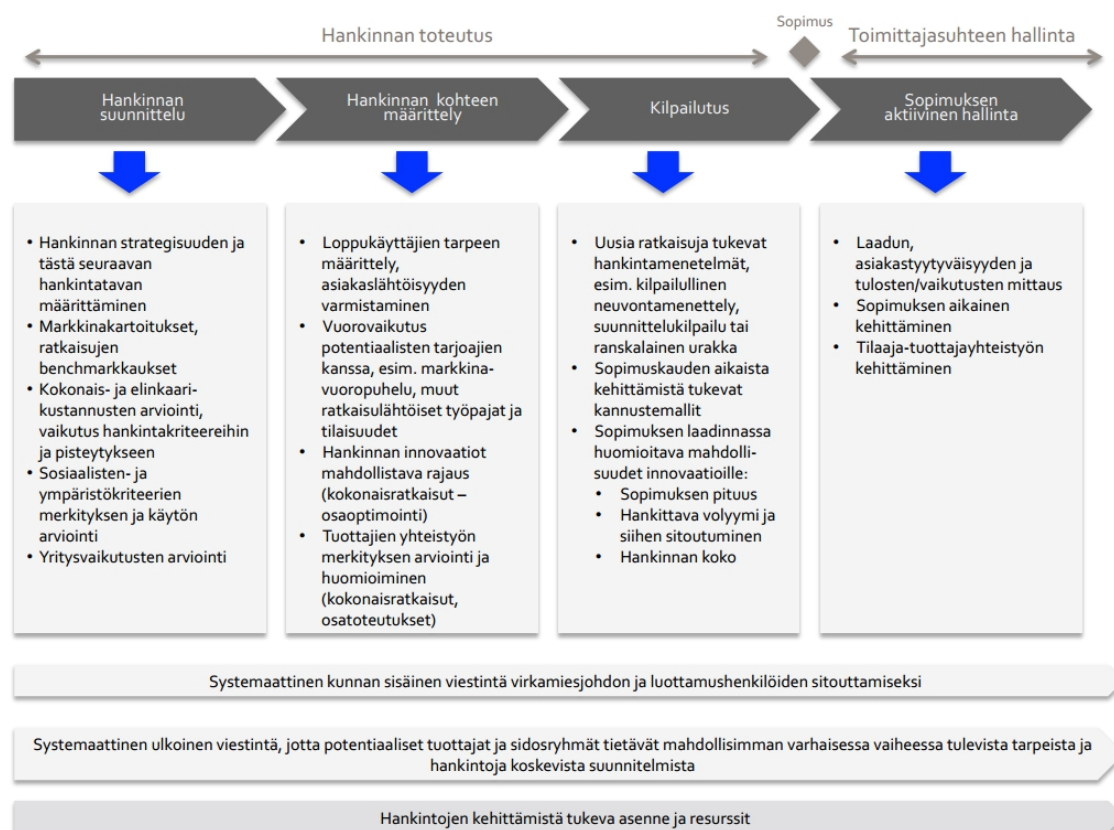 Hankinnan toteutus
Sopimus
Toimittajasuhteen hallinta
Hankinnan
suunnittelu
Hankinnan kohteen
määrittely
Kilpailutus
Sopimuksen
aktiivinen hallinta
• Hankinnan strategisuuden ja
tästä seuraavan
hankintatavan
määrittäminen
• Markkinakartoitukset,
ratkaisujen
benchmarkkaukset
• Kokonais- ja elinkaari-
kustannusten arviointi,
vaikutus hankintakriteereihin
ja pisteytykseen
• Sosiaalisten- ja
ympäristökriteerien
merkityksen ja käytön
arviointi
• Yritysvaikutusten arviointi
• Loppukäyttäjien tarpeen
määrittely,
asiakaslähtöisyyden
varmistaminen
• Vuorovaikutus
potentiaalisten tarjoajien
kanssa, esim. markkina-
vuoropuhelu, muut
ratkaisulähtöiset työpajat ja
tilaisuudet
• Hankinnan innovaatiot
mahdollistava rajaus
(kokonaisratkaisut –
osaoptimointi)
• Tuottajien yhteistyön
merkityksen arviointi ja
huomioiminen
(kokonaisratkaisut,
osatoteutukset)
• Uusia ratkaisuja tukevat
hankintamenetelmät,
esim. kilpailullinen
neuvontamenettely,
suunnittelukilpailu tai
ranskalainen urakka
• Sopimuskauden aikaista
kehittämistä tukevat
kannustemallit
• Sopimuksen laadinnassa
huomioitava mahdolli-
suudet innovaatioille:
• Sopimuksen pituus
• Hankittava volyymi ja
siihen sitoutuminen
• Hankinnan koko
• Laadun,
asiakastyytyväisyyden ja
tulosten/vaikutusten mittaus
• Sopimuksen aikainen
kehittäminen
• Tilaaja-tuottajayhteistyön
kehittäminen
Systemaattinen kunnan sisäinen viestintä virkamiesjohdon ja luottamushenkilöiden sitouttamiseksi
Systemaattinen ulkoinen viestintä, jotta potentiaaliset tuottajat ja sidosryhmät tietävät mahdollisimman varhaisessa vaiheessa tulevista tarpeista ja
hankintoja koskevista suunnitelmista
Hankintojen kehittämistä tukeva asenne ja resurssit